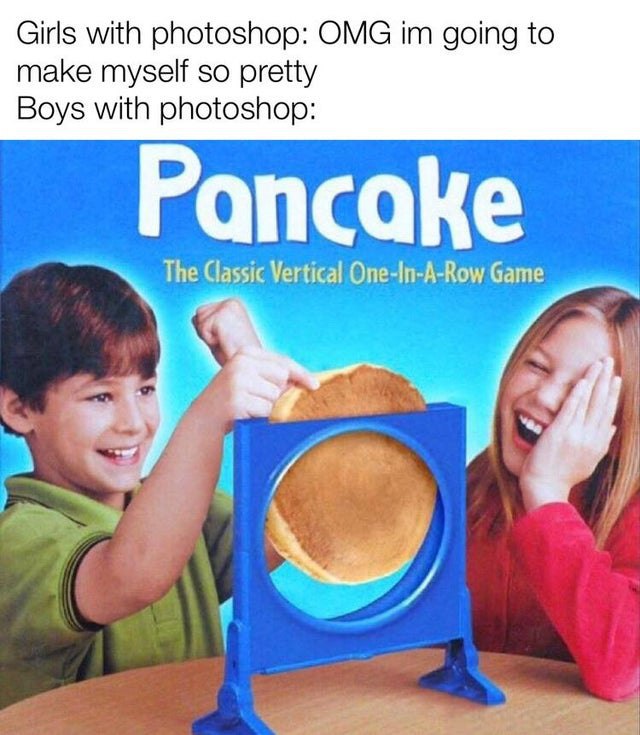 Girls with photoshop: OMG im going to
make myself so pretty
Boys with photoshop:
Pancake
The Classic Vertical One-In-A-Row Game